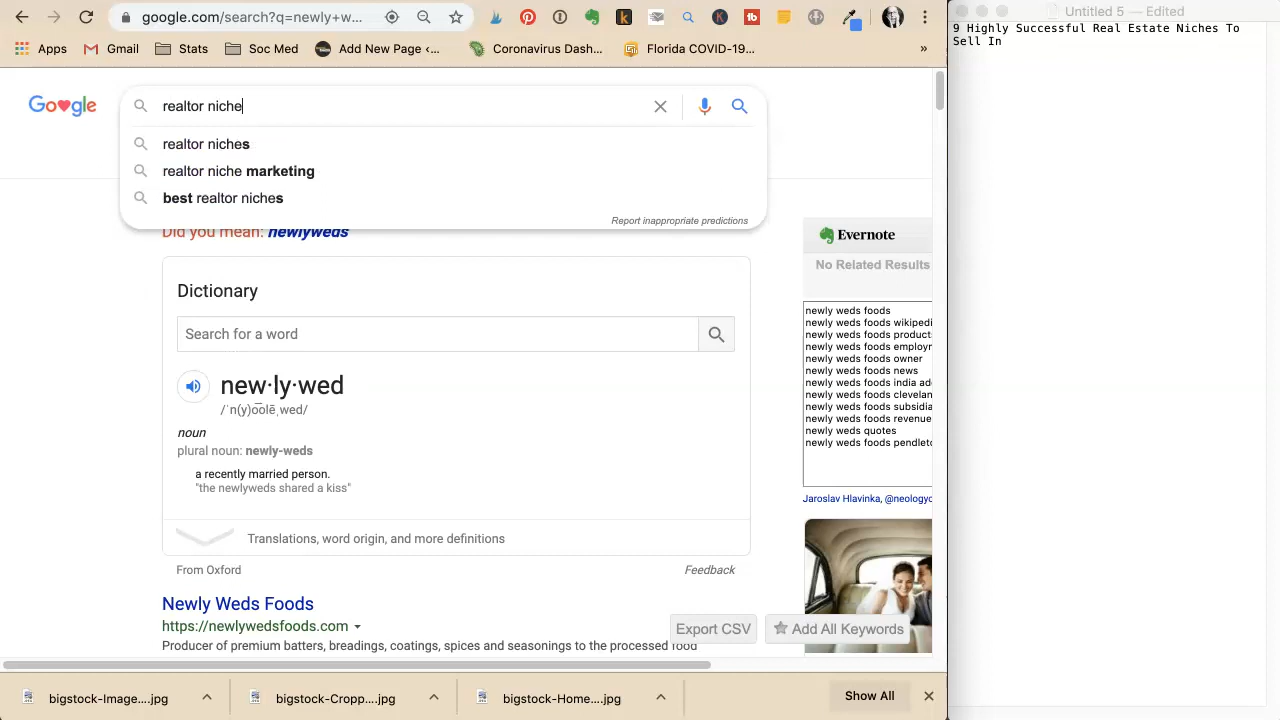 google.com/search?q=newly+w...
Apps
Gmail
Stats
Soc Med
Add New Page <...
Coronavirus Dash...
Florida COVID-19...
»
Google
realtor niche
realtor niches
realtor niche marketing
best realtor niches
Report inappropriate predictions
Did you mean: newlyweds
Dictionary
Search for a word
new·ly·wed
/ˈn(y)o͞olēˌwed/
noun
plural noun: newly-weds
a recently married person.
"the newlyweds shared a kiss"
Translations, word origin, and more definitions
From Oxford
Feedback
Newly Weds Foods
https://newlywedsfoods.com
Producer of premium batters, breadings, coatings, spices and seasonings to the processed food
Export CSV
Add All Keywords
Evernote
No Related Results
newly weds foods
newly weds foods wikipedi
newly weds foods product
newly weds foods employm
newly weds foods owner
newly weds foods news
newly weds foods india ad
newly weds foods clevelan
newly weds foods subsidia
newly weds foods revenue
newly weds quotes
newly weds foods pendleto
Jaroslav Hlavinka, @neologyc
bigstock-Image....jpg
bigstock-Cropp....jpg
bigstock-Home....jpg
Show All
Untitled 5 — Edited
9 Highly Successful Real Estate Niches To
Sell In